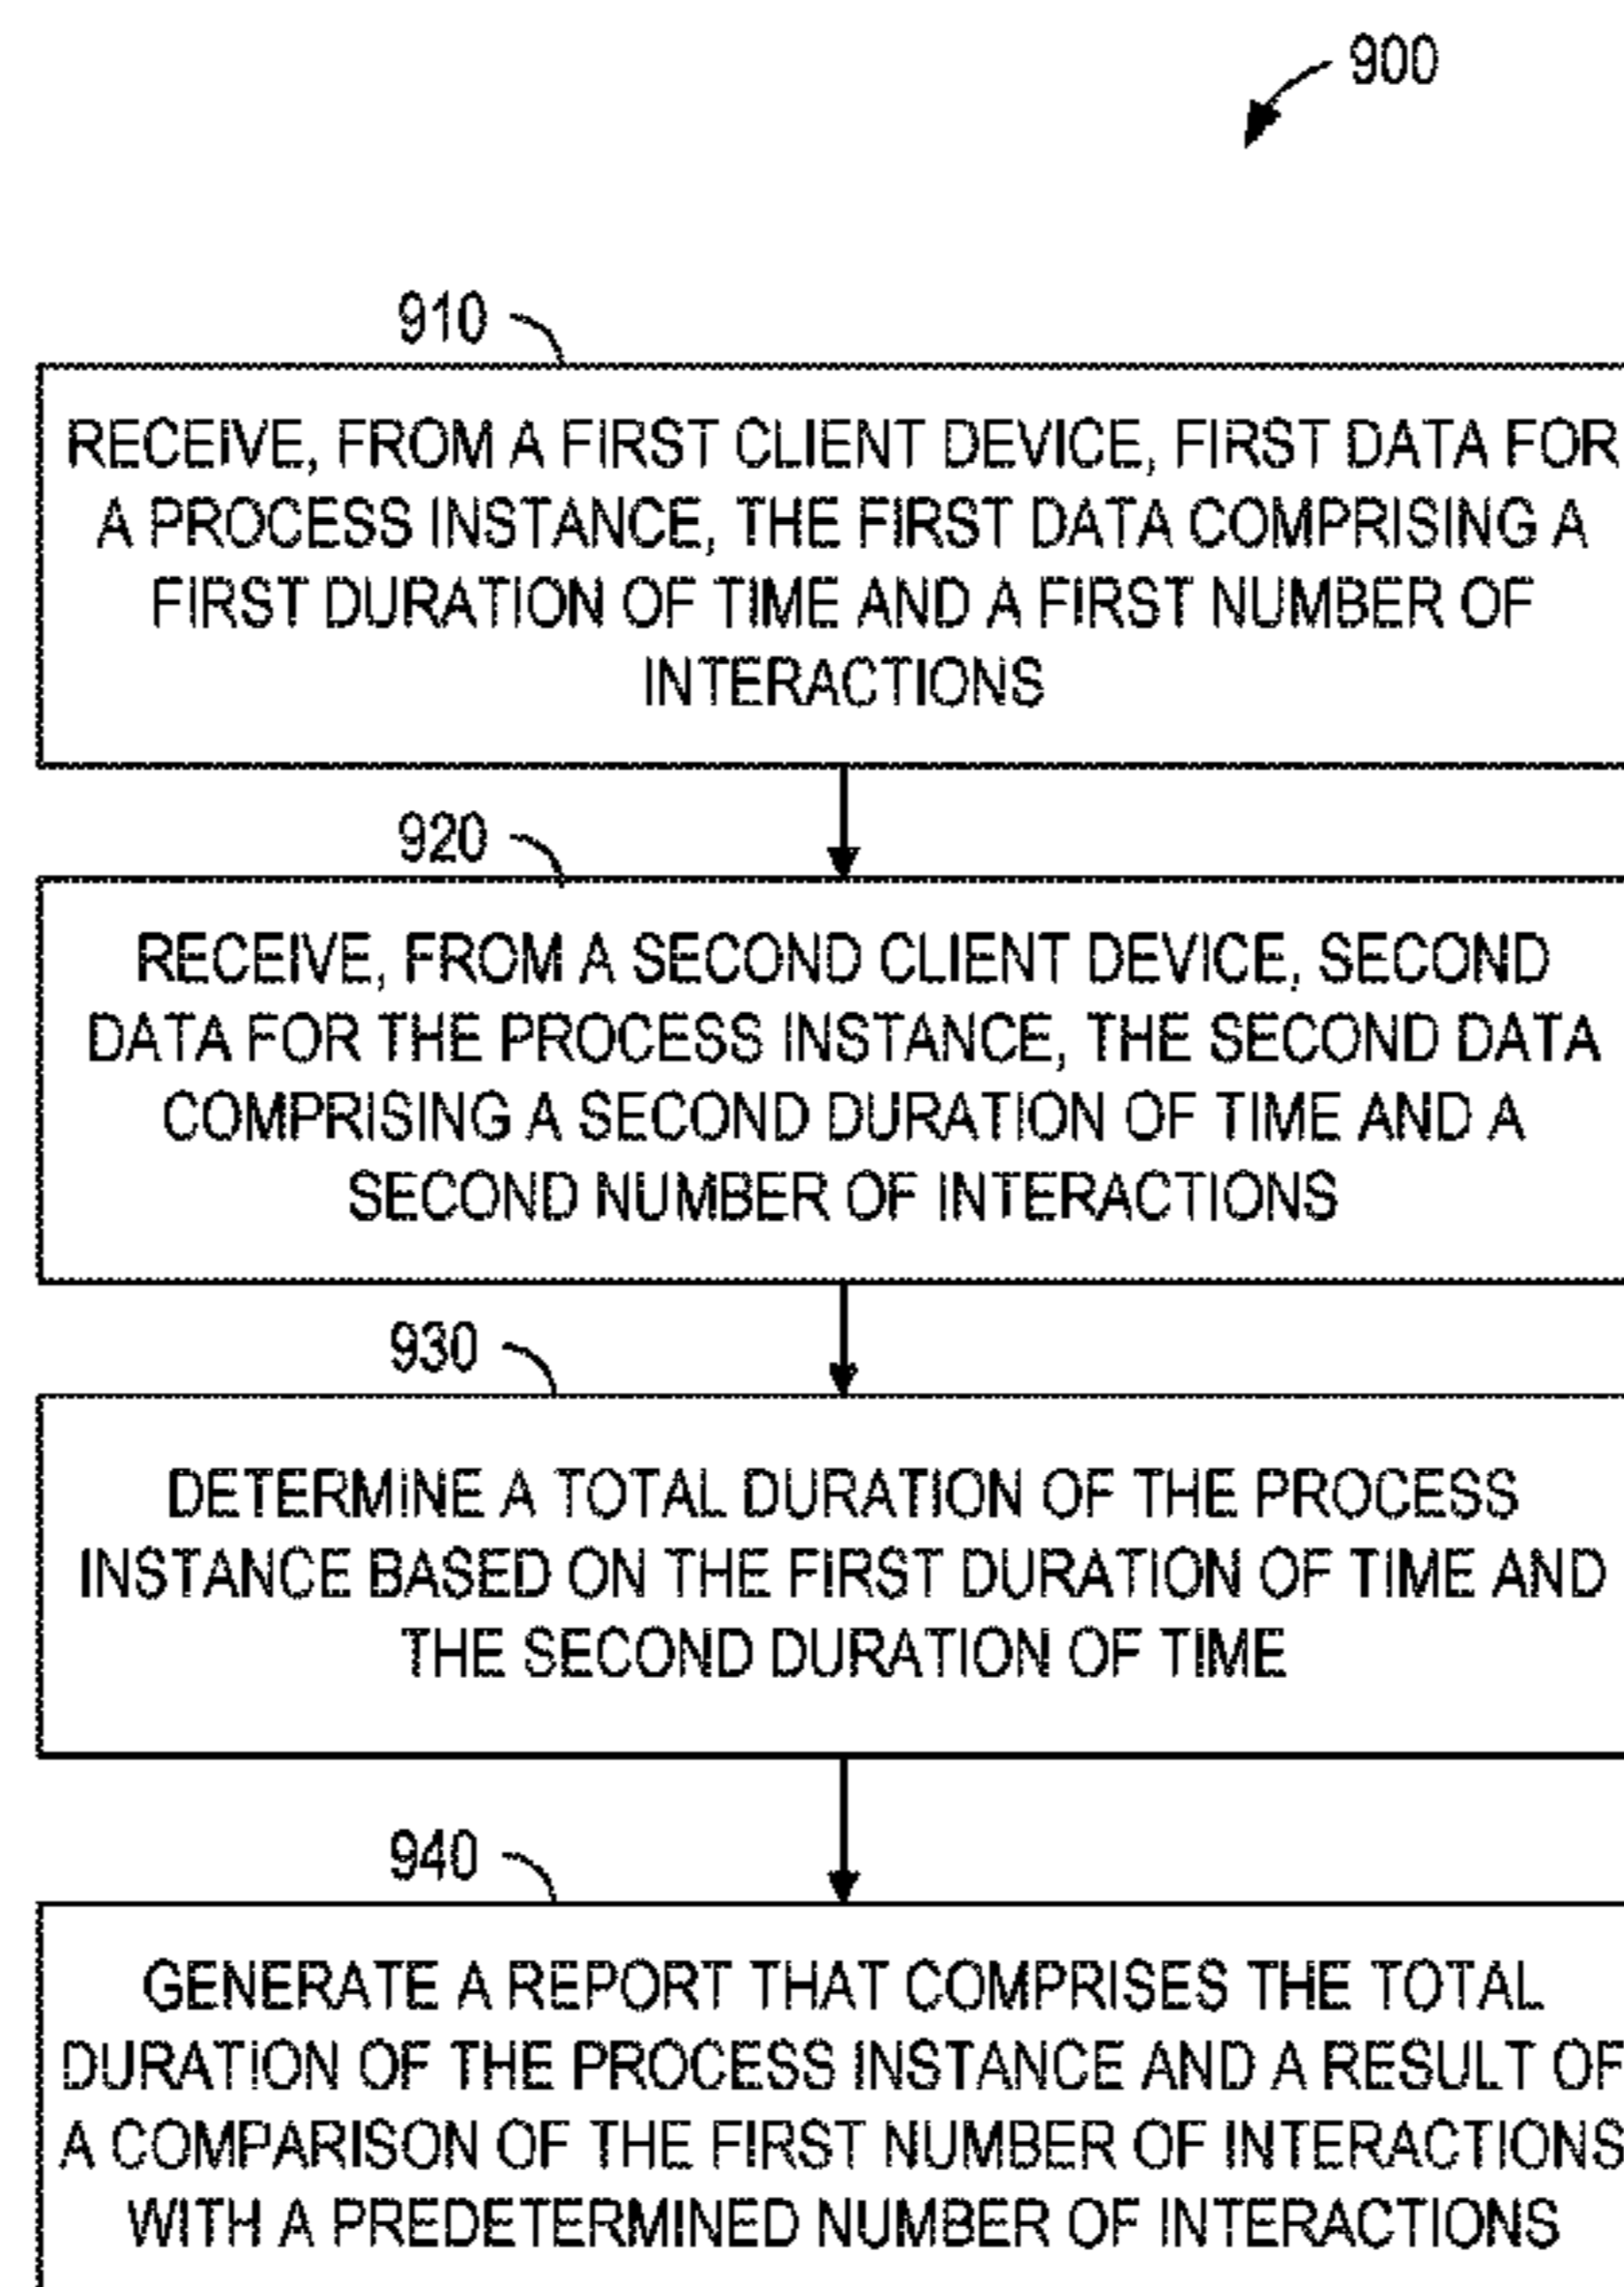 900
910
RECEIVE, FROM A FIRST CLIENT DEVICE, FIRST DATA FOR
A PROCESS INSTANCE, THE FIRST DATA COMPRISING A
FIRST DURATION OF TIME AND A FIRST NUMBER OF
INTERACTIONS
920
RECEIVE, FROM A SECOND CLIENT DEVICE, SECOND
DATA FOR THE PROCESS INSTANCE, THE SECOND DATA
COMPRISING A SECOND DURATION OF TIME AND A
SECOND NUMBER OF INTERACTIONS
930
DETERMINE A TOTAL DURATION OF THE PROCESS
INSTANCE BASED ON THE FIRST DURATION OF TIME AND
THE SECOND DURATION OF TIME
940
GENERATE A REPORT THAT COMPRISES THE TOTAL
DURATION OF THE PROCESS INSTANCE AND A RESULT OF
A COMPARISON OF THE FIRST NUMBER OF INTERACTIONS
WITH A PREDETERMINED NUMBER OF INTERACTIONS